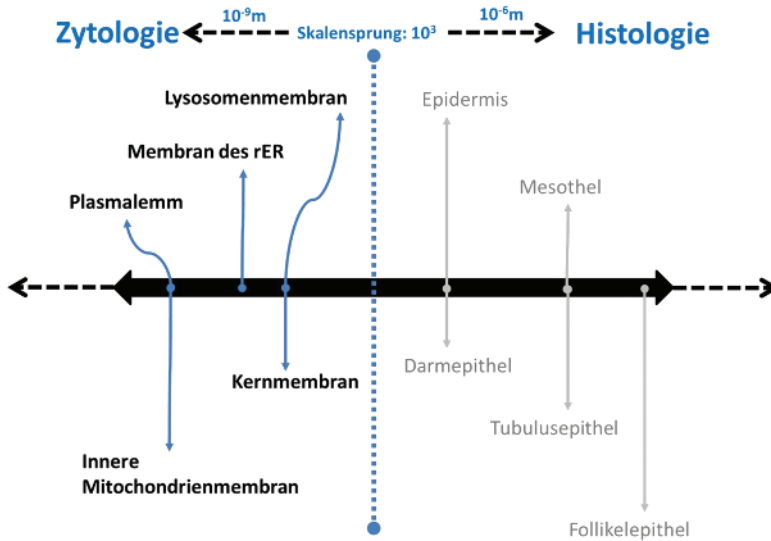 Zytologie
10⁻⁹m
Skalensprung: 10³
10⁻⁶m
Histologie
Lysosomenmembran
Epidermis
Membran des rER
Mesothel
Plasmalemm
Darmepithel
Kernmembran
Tubulusepithel
Innere
Mitochondrienmembran
Follikelepithel